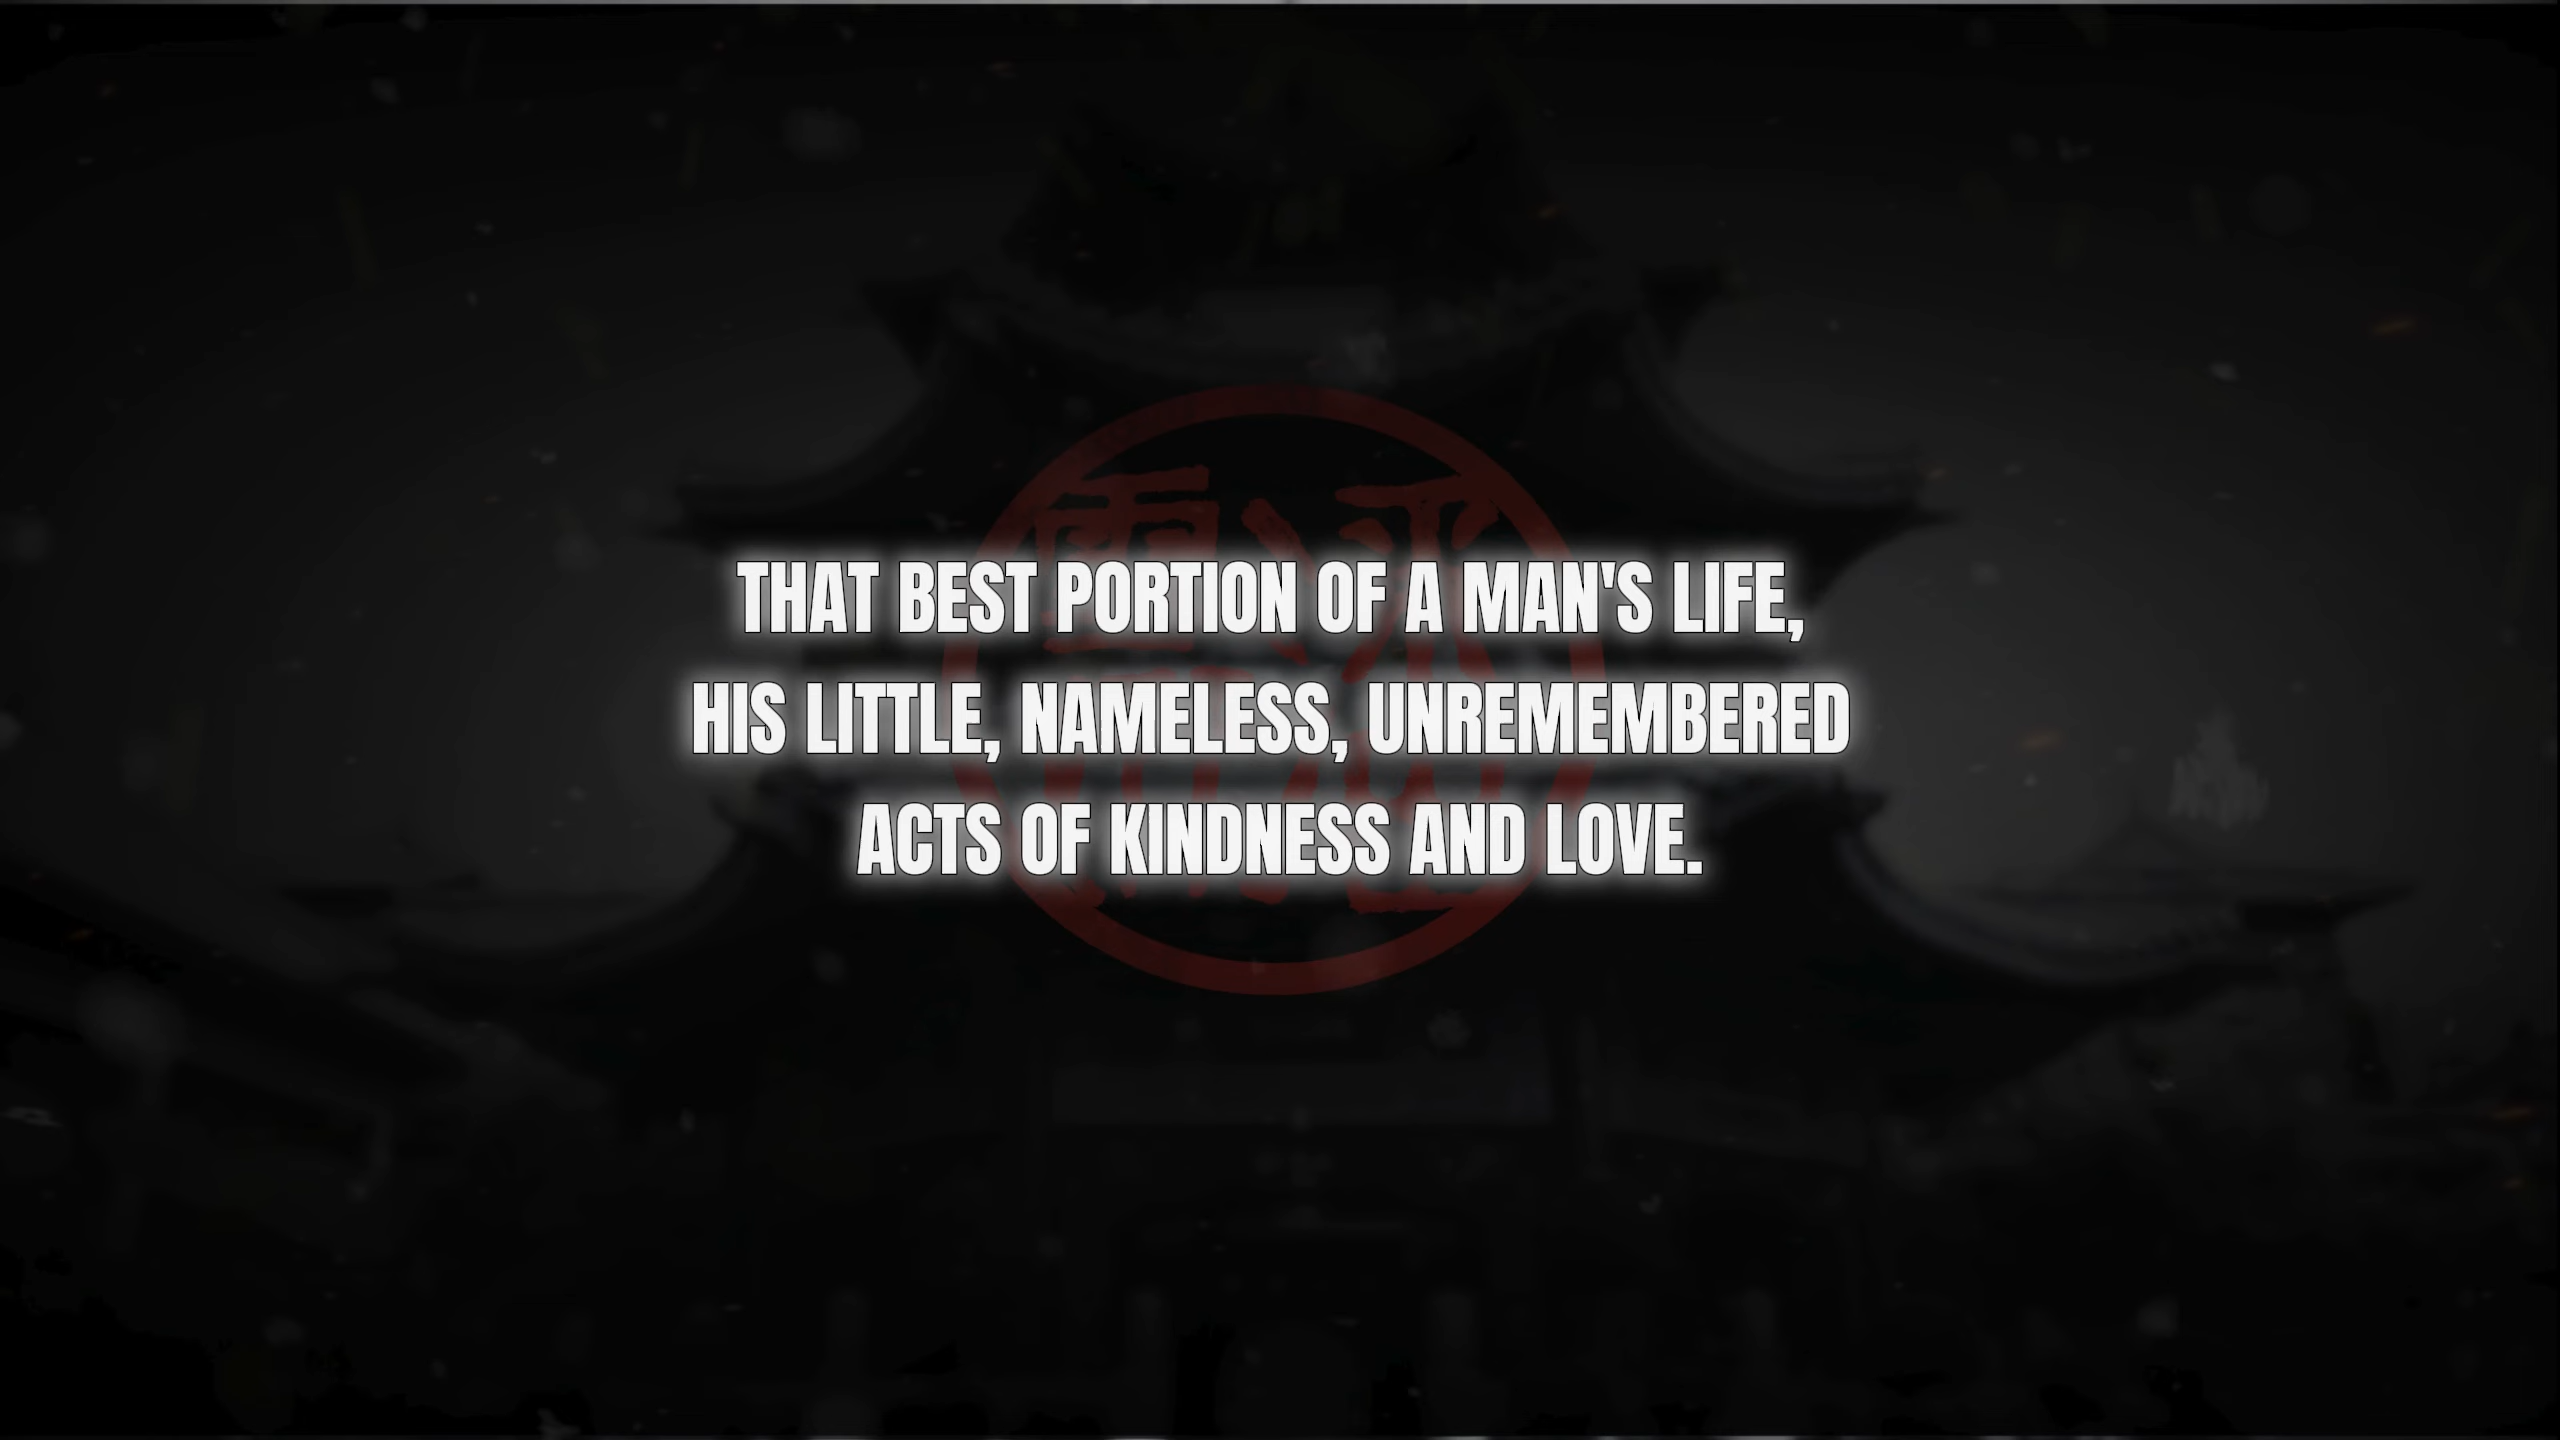 THAT BEST PORTION OF A MAN'S LIFE,
HIS LITTLE, NAMELESS, UNREMEMBERED
ACTS OF KINDNESS AND LOVE.